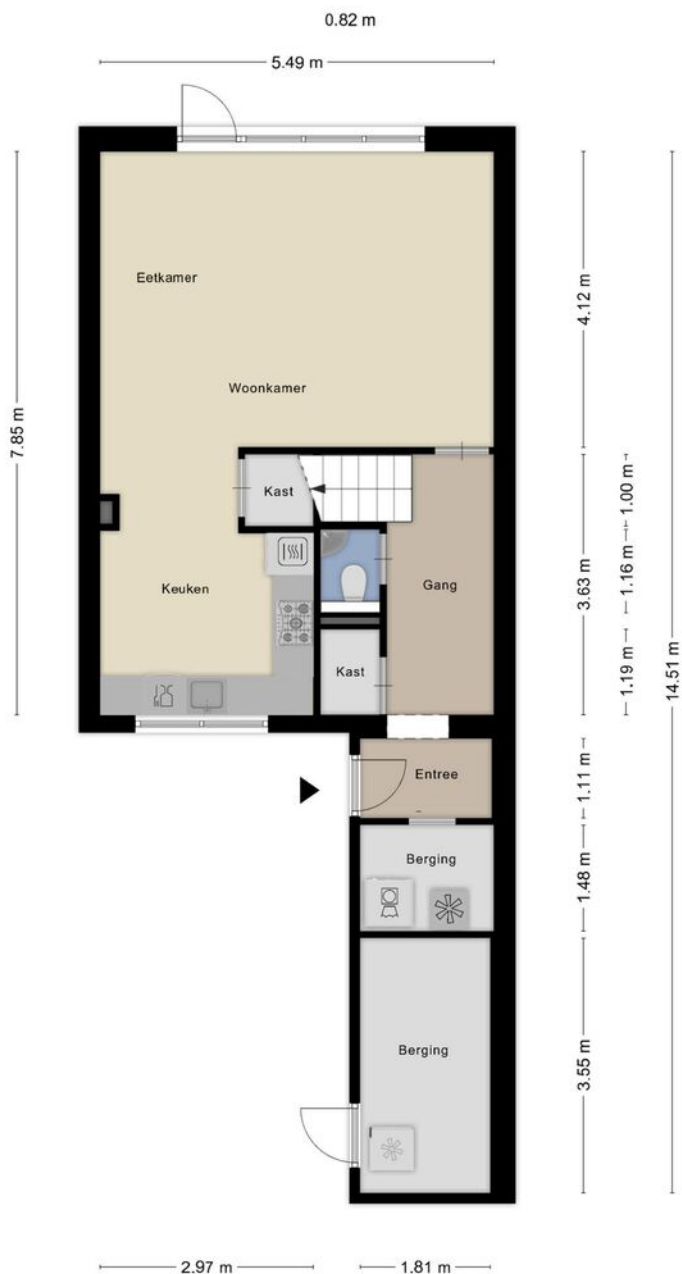 0.82 m
5.49 m
Eetkamer
4.12 m
Woonkamer
7.85 m
Kast
1.00 m
Keuken
Gang
3.63 m
1.16 m
Kast
1.19 m
14.51 m
Entree
1.11 m
Berging
1.48 m
Berging
3.55 m
2.97 m
1.81 m